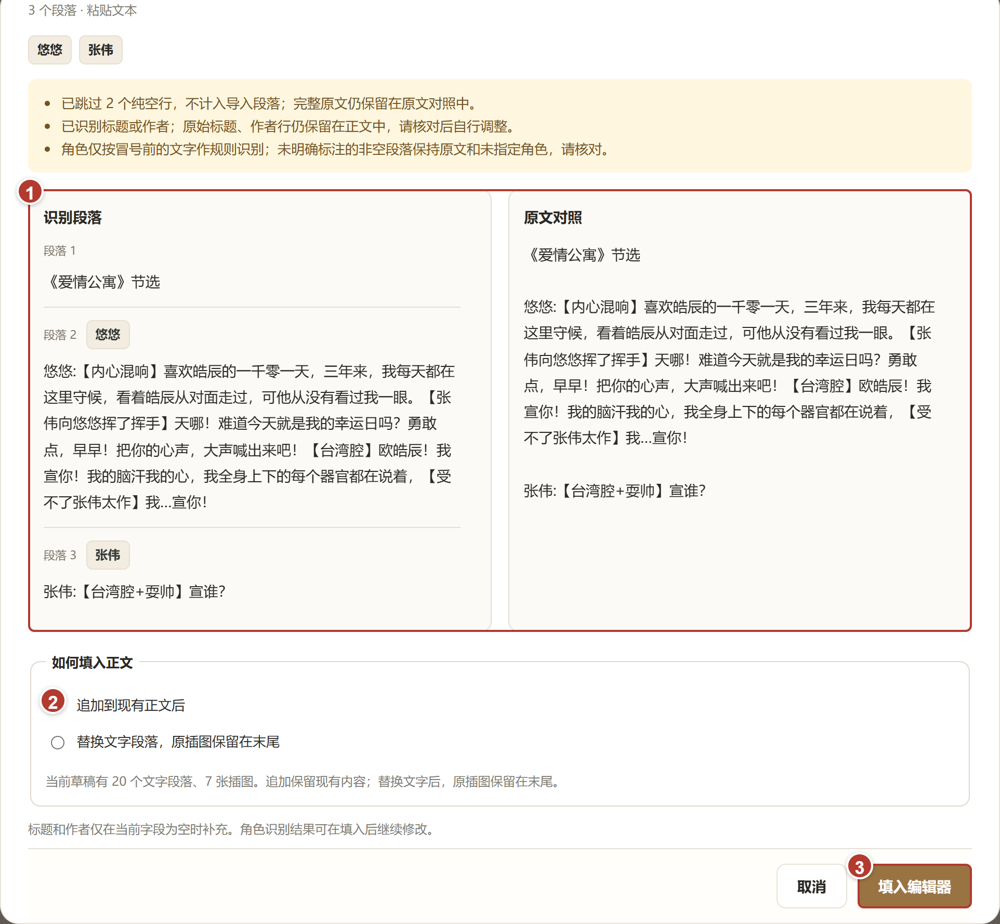 3 个段落 · 粘贴文本
悠悠 张伟
• 已跳过 2 个纯空行，不计入导入段落；完整原文仍保留在原文对照中。
• 已识别标题或作者；原始标题、作者行仍保留在正文中，请核对后自行调整。
• 角色仅按冒号前的文字作规则识别；未明确标注的非空段落保持原文和未指定角色，请核对。
1
识别段落
段落 1
《爱情公寓》节选
段落 2 悠悠
悠悠:【内心混响】喜欢皓辰的一千零一天，三年来，我每天都在
这里守候，看着皓辰从对面走过，可他从没有看过我一眼。【张
伟向悠悠挥了挥手】天哪！难道今天就是我的幸运日吗？勇敢
点，早早！把你的心声，大声喊出来吧！【台湾腔】欧皓辰！我
宣你！我的脑汗我的心，我全身上下的每个器官都在说着，【受
不了张伟太作】我...宣你！
段落 3 张伟
张伟:【台湾腔+耍帅】宣谁？
原文对照
《爱情公寓》节选
悠悠:【内心混响】喜欢皓辰的一千零一天，三年来，我每天都在
这里守候，看着皓辰从对面走过，可他从没有看过我一眼。【张
伟向悠悠挥了挥手】天哪！难道今天就是我的幸运日吗？勇敢
点，早早！把你的心声，大声喊出来吧！【台湾腔】欧皓辰！我
宣你！我的脑汗我的心，我全身上下的每个器官都在说着，【受
不了张伟太作】我...宣你！
张伟:【台湾腔+耍帅】宣谁？
如何填入正文
2 追加到现有正文后
替换文字段落，原插图保留在末尾
当前草稿有 20 个文字段落、7 张插图。追加保留现有内容；替换文字后，原插图保留在末尾。
标题和作者仅在当前字段为空时补充。角色识别结果可在填入后继续修改。
取消
3 填入编辑器